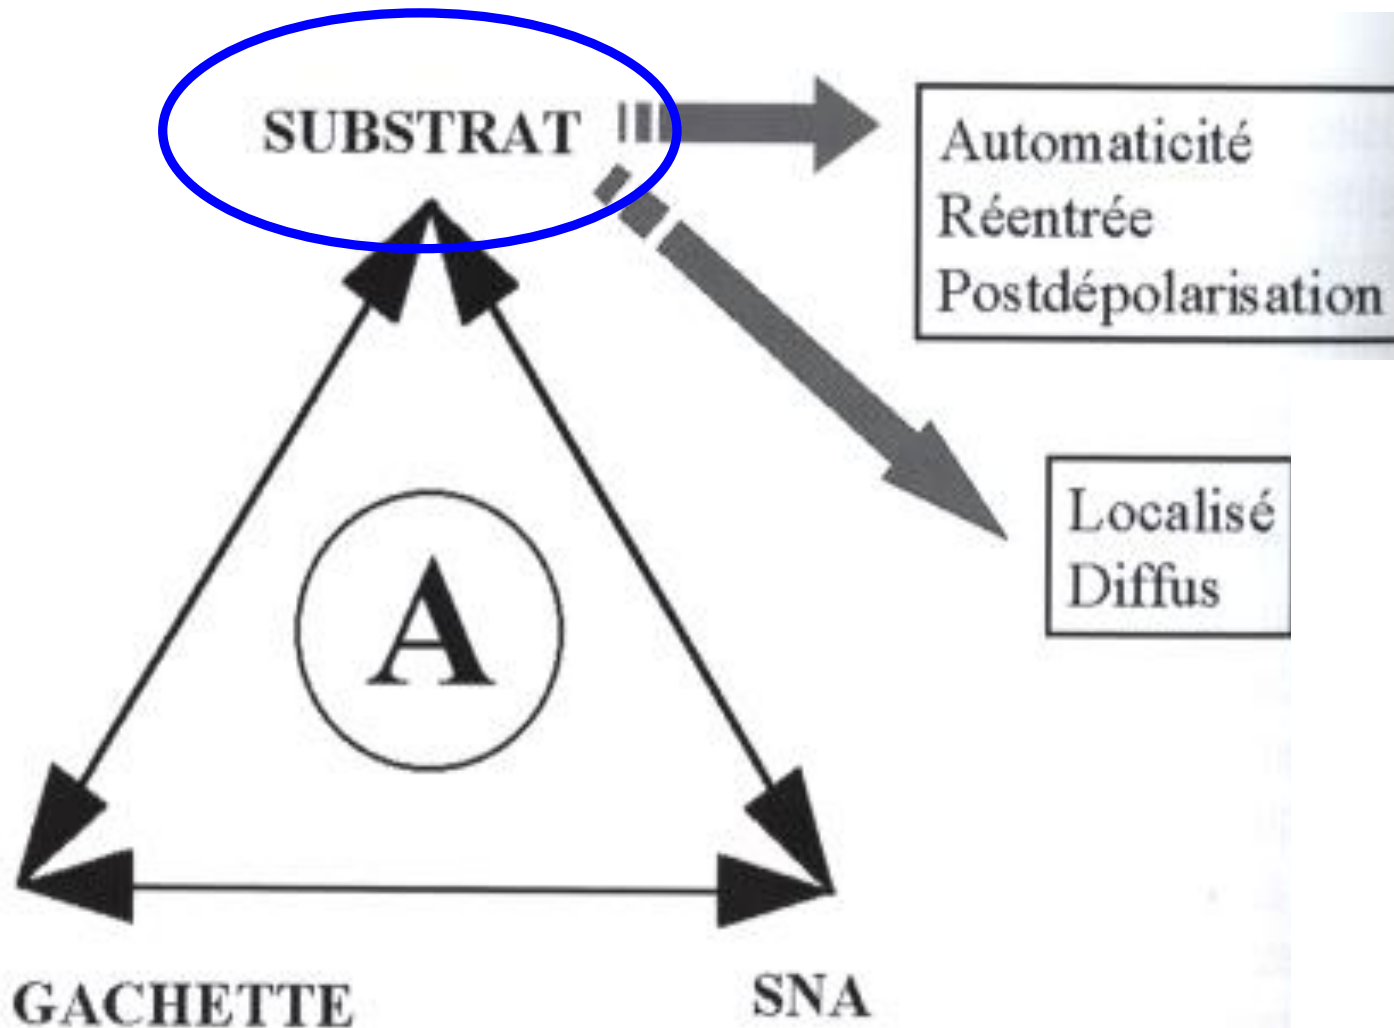 SUBSTRAT
Automaticité
Réentrée
Postdépolarisation
Localisé
Diffus
A
GACHETTE
SNA